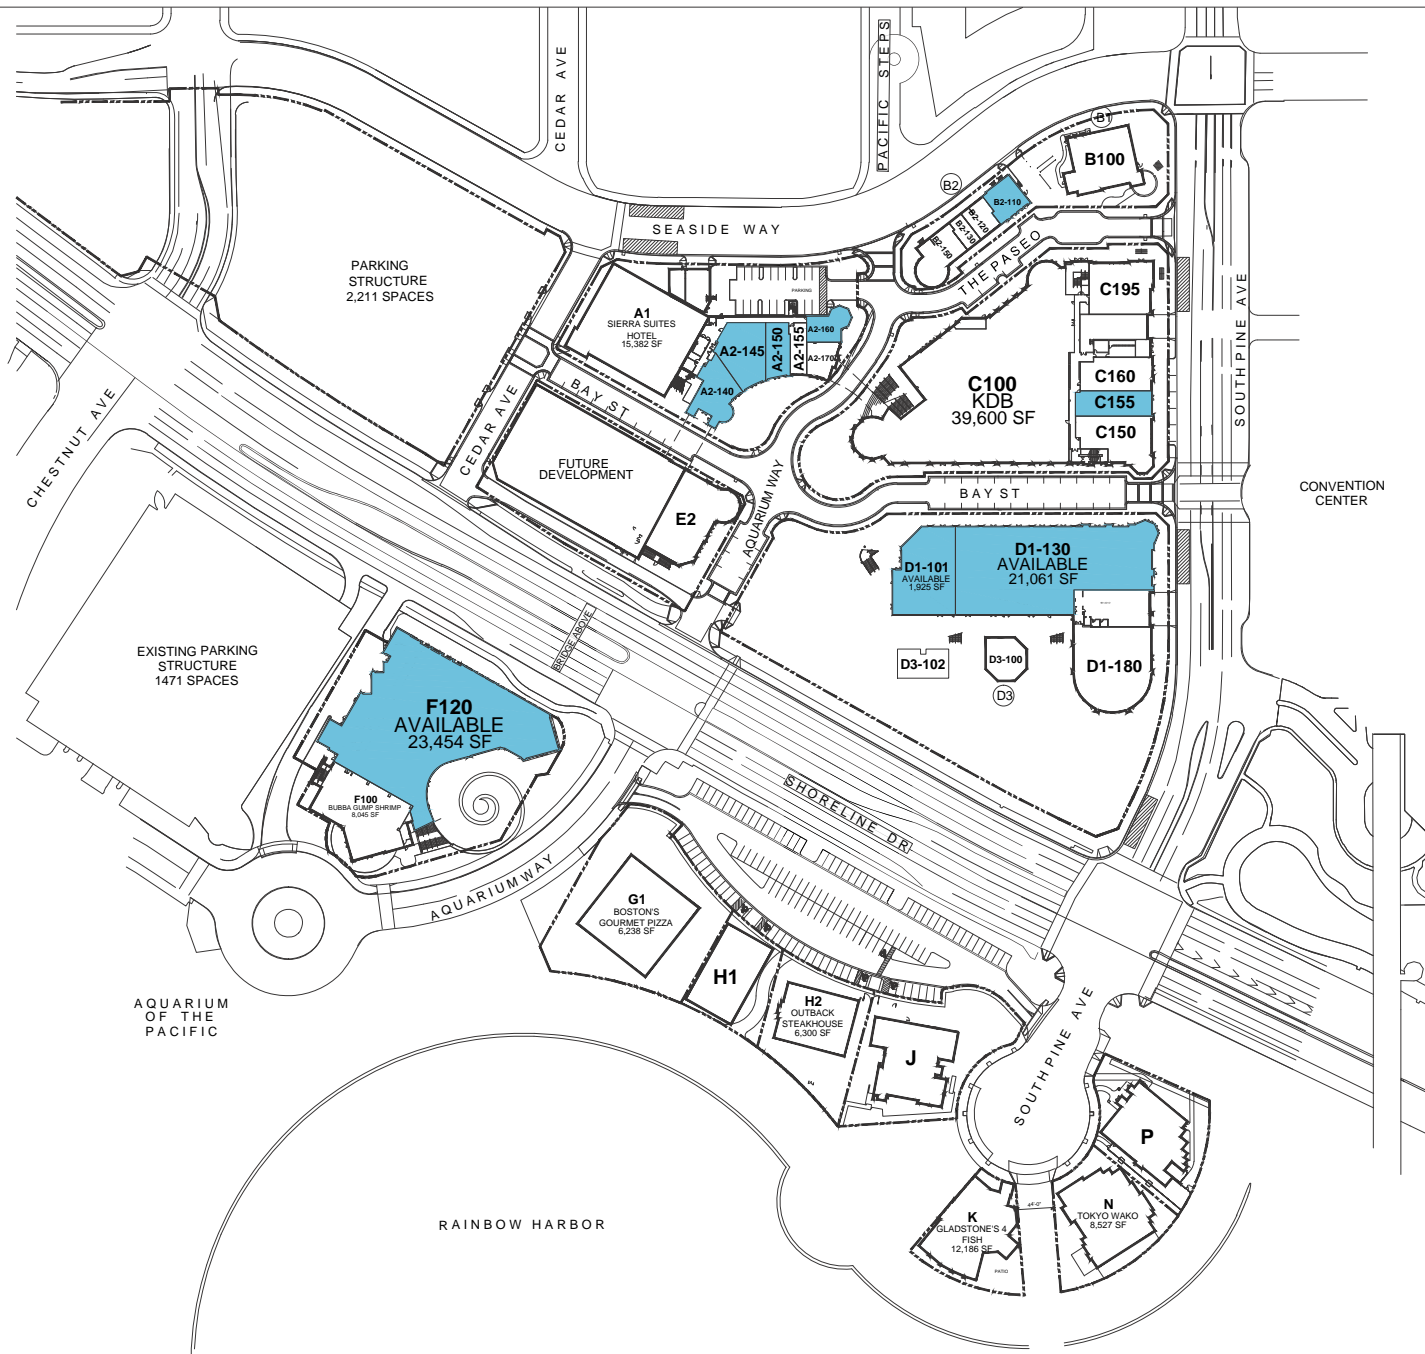 CEDAR AVE
PACIFIC STEPS
B1
B100
B2
B2-110
B2-120
B2-130
B2-150
SEASIDE WAY
THE PASEO
PARKING
STRUCTURE
2,211 SPACES
PARKING
A1
SIERRA SUITES
HOTEL
15,382 SF
A2-145
A2-150
A2-155
A2-160
A2-170
A2-140
C195
C160
C155
C150
C100
KDB
39,600 SF
SOUTHPINE AVE
CHESTNUT AVE
CEDAR AVE
BAY ST
FUTURE
DEVELOPMENT
E2
AQUARIUM WAY
BAY ST
CONVENTION
CENTER
D1-101
AVAILABLE
1,925 SF
D1-130
AVAILABLE
21,061 SF
D3-102
D3-100
D3
D1-180
BRIDGE ABOVE
EXISTING PARKING
STRUCTURE
1471 SPACES
F120
AVAILABLE
23,454 SF
F100
BUBBA GUMP SHRIMP
8,045 SF
SHORELINE DR
AQUARIUMWAY
G1
BOSTON'S
GOURMET PIZZA
6,238 SF
H1
H2
OUTBACK
STEAKHOUSE
6,300 SF
J
AQUARIUM
OF THE
PACIFIC
SOUTHPINE AVE
P
N
TOKYO WAKO
8,527 SF
K
GLADSTONE'S 4
FISH
12,186 SF
PATIO
44'-0"
RAINBOW HARBOR